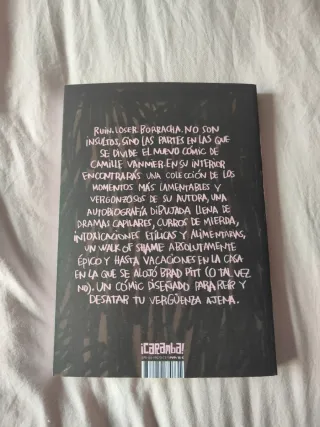 RUIN. LOSER. BORRACHA. NO SON
INSULTOS, SINO LAS PARTES EN LAS QUE
SE DIVIDE EL NUEVO CÓMIC DE
CAMILLE VANNIER. EN SU INTERIOR
ENCONTRARÁS UNA COLECCIÓN DE LOS
MOMENTOS MÁS LAMENTABLES Y
VERGONZOSOS DE SU AUTORA, UNA
AUTOBIOGRAFÍA DIBUJADA LLENA DE
DRAMAS CAPILARES, CURROS DE MIERDA,
INTOXICACIONES ETÍLICAS Y ALIMENTARIAS,
UN WALK OF SHAME ABSOLUTAMENTE
ÉPICO Y HASTA VACACIONES EN LA CASA
EN LA QUE SE ALOJÓ BRAD PITT (O TAL VEZ
NO). UN CÓMIC DISEÑADO PARA REÍR Y
DESATAR TU VERGÜENZA AJENA.
¡CARAMBA!